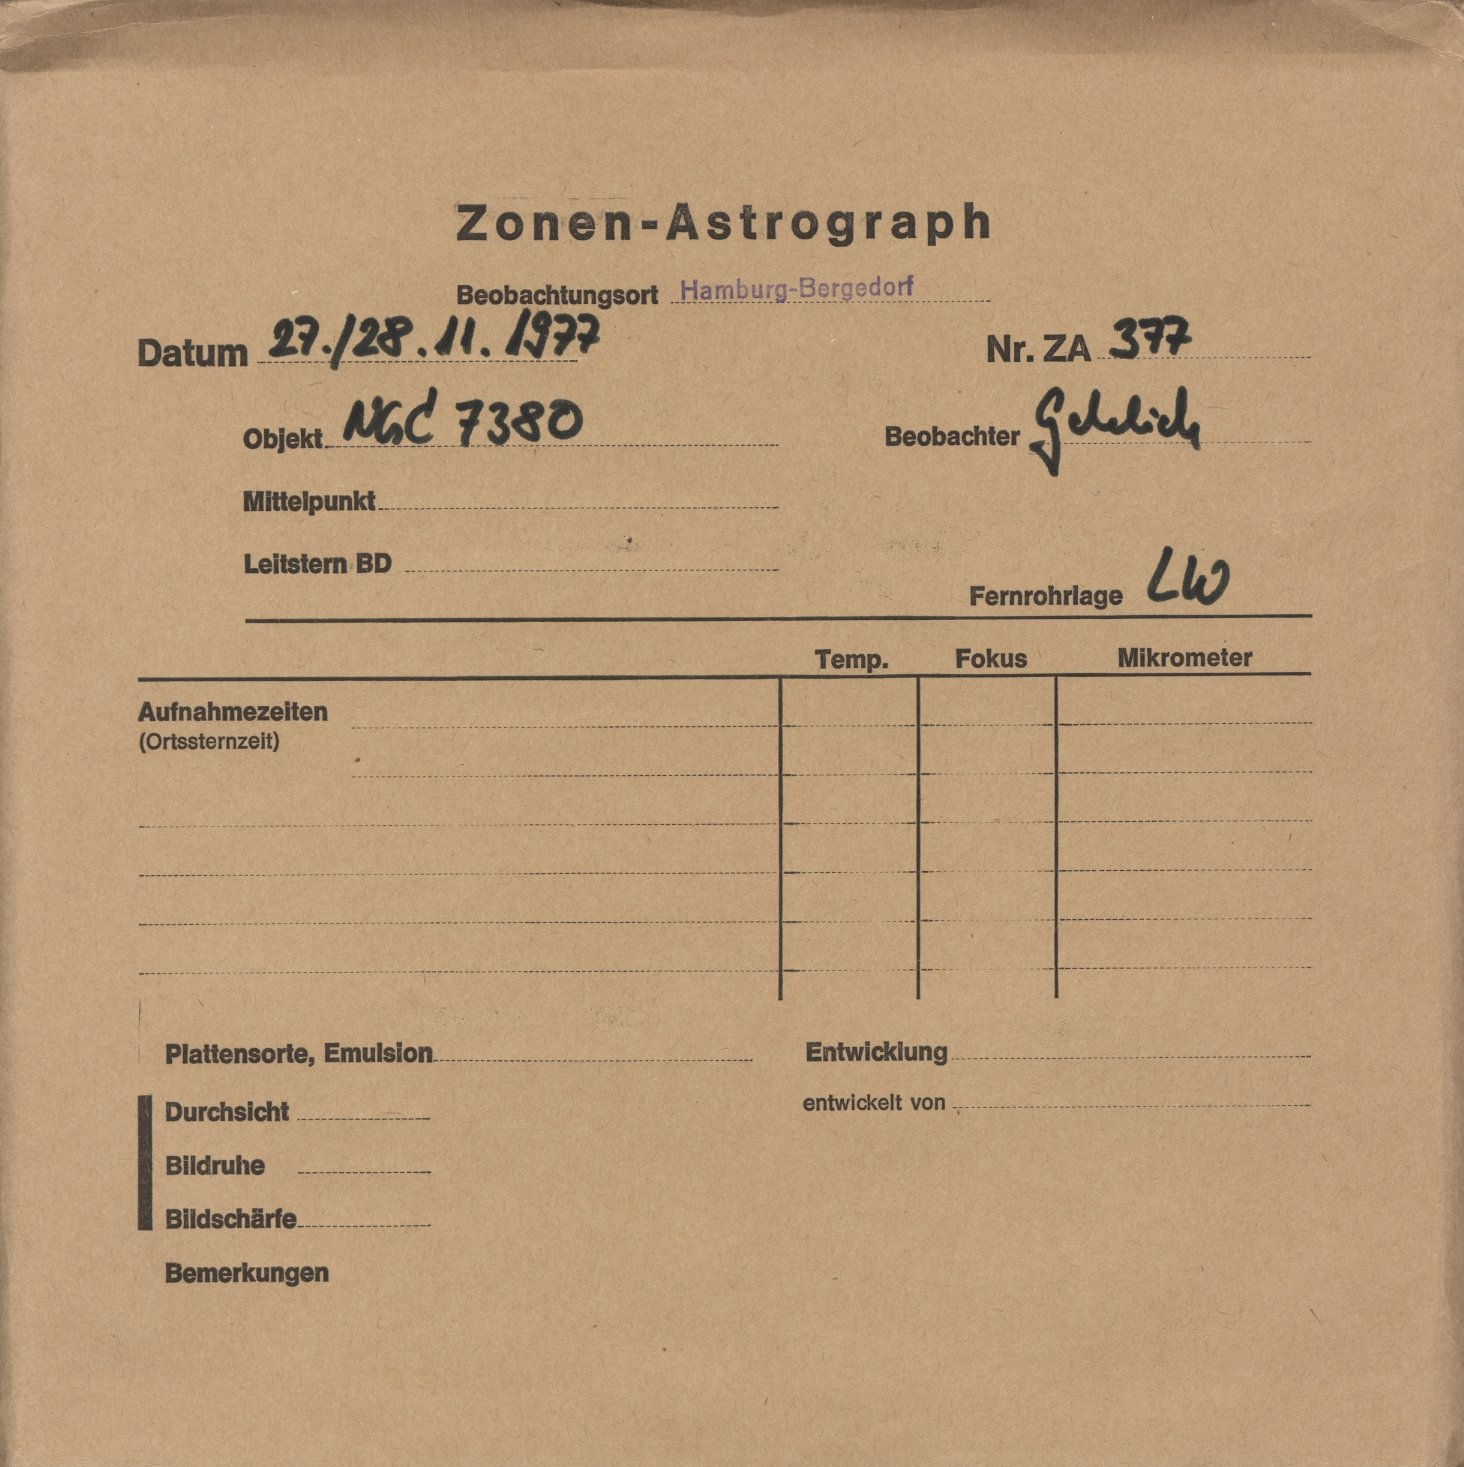 Zonen-Astrograph
Beobachtungsort Hamburg-Bergedorf
Datum 27./28.11.1977 Nr. ZA 377
Objekt NGC 7380 Beobachter
Mittelpunkt
Leitstern BD
Fernrohrlage LW
Temp. Fokus Mikrometer
Aufnahmezeiten
(Ortssternzeit)
Plattensorte, Emulsion Entwicklung
Durchsicht entwickelt von
Bildruhe
Bildschärfe
Bemerkungen